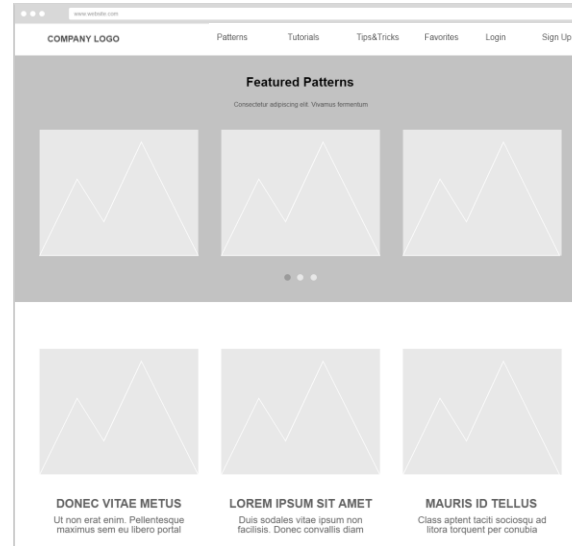 www.website.com
COMPANY LOGO
Patterns
Tutorials
Tips&Tricks
Favorites
Login
Sign Up
Featured Patterns
Consectetur adipiscing elit. Vivamus fermentum
DONEC VITAE METUS
Ut non erat enim. Pellentesque
maximus sem eu libero portal
LOREM IPSUM SIT AMET
Duis sodales vitae ipsum non
facilisis. Donec convallis diam
MAURIS ID TELLUS
Class aptent taciti sociosqu ad
litora torquent per conubia